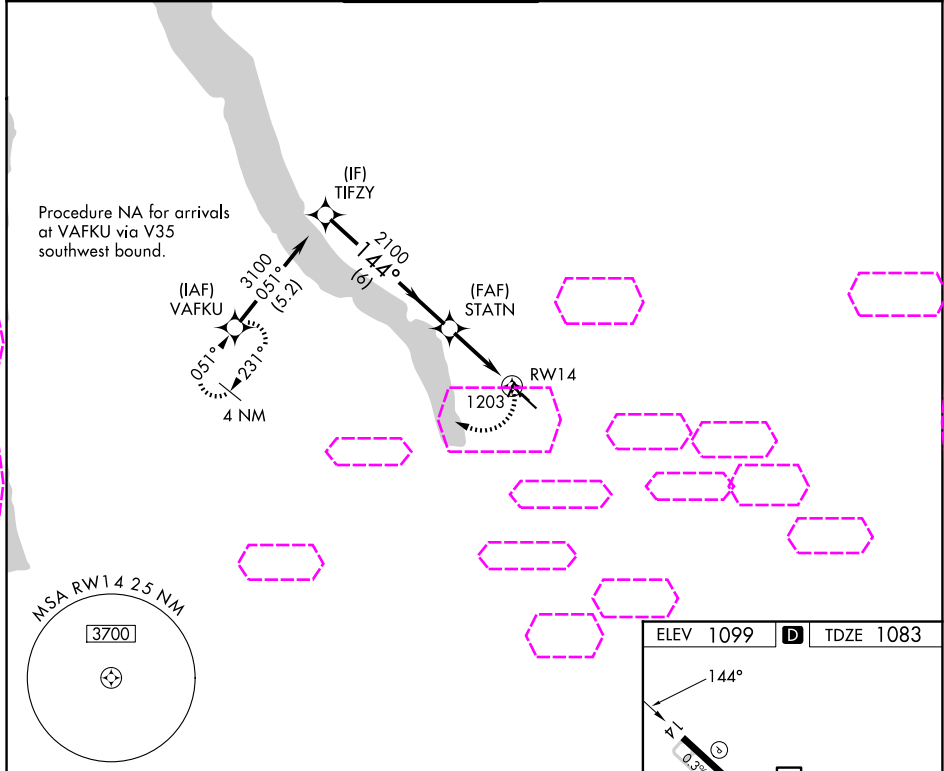 (IF)
TIFZY
Procedure NA for arrivals
at VAFKU via V35
southwest bound.
2100
144°
(6)
3100
051°
(5.2)
(IAF)
VAFKU
(FAF)
STATN
051°
231°
4 NM
RW14
1203
MSA RW14 25 NM
3700
ELEV 1099 D TDZE 1083
144°
14
P
0.3%